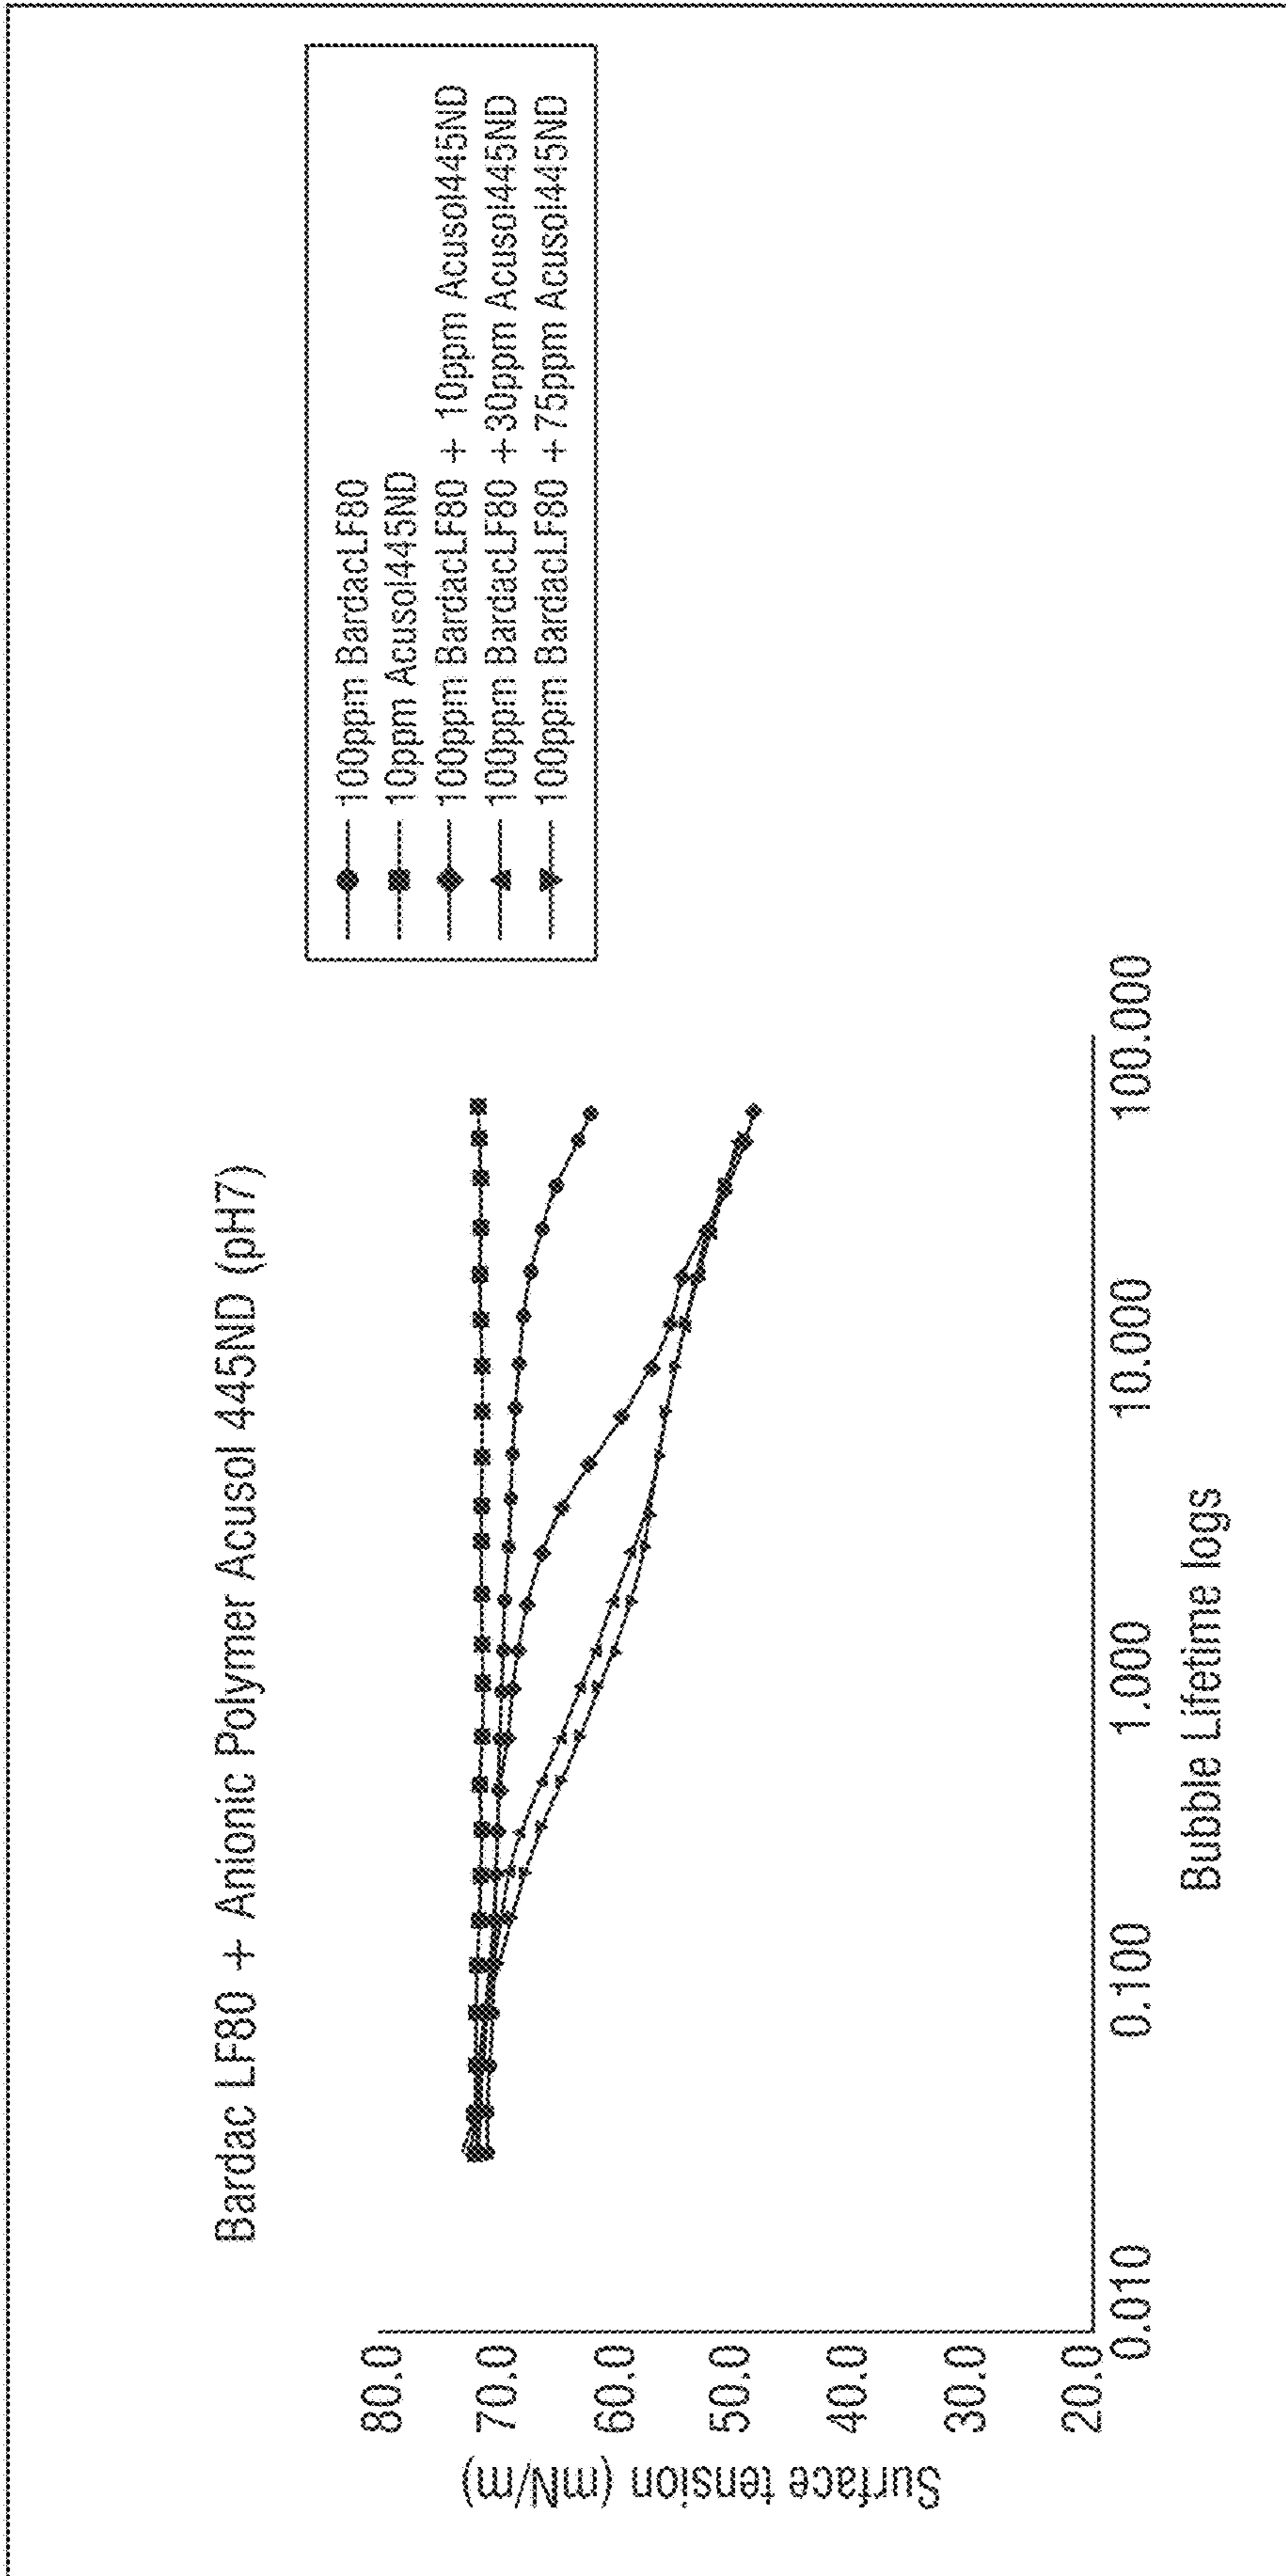 Bardac LF80 + Anionic Polymer Acusol 445ND (pH7)
100ppm BardacLF80
10ppm Acusol445ND
100ppm BardacLF80 + 10ppm Acusol445ND
100ppm BardacLF80 +30ppm Acusol445ND
100ppm BardacLF80 +75ppm Acusol445ND
Surface tension (mN/m)
80.0
70.0
60.0
50.0
40.0
30.0
20.0
0.010
0.100
1.000
10.000
100.000
Bubble Lifetime logs